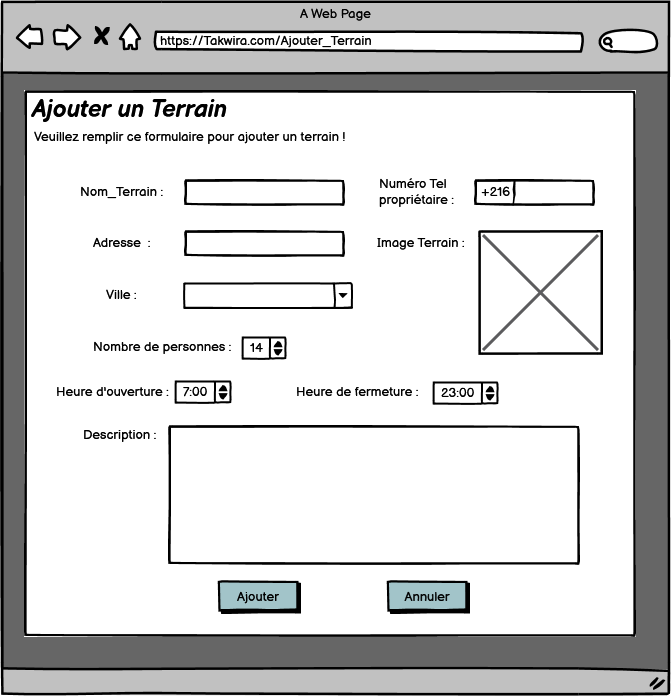 A Web Page
https://Takwira.com/Ajouter_Terrain
Ajouter un Terrain
Veuillez remplir ce formulaire pour ajouter un terrain !
Nom_Terrain :
Numéro Tel
propriétaire :
+216
Adresse :
Image Terrain :
Ville :
Nombre de personnes :
14
Heure d'ouverture :
7:00
Heure de fermeture :
23:00
Description :
Ajouter
Annuler